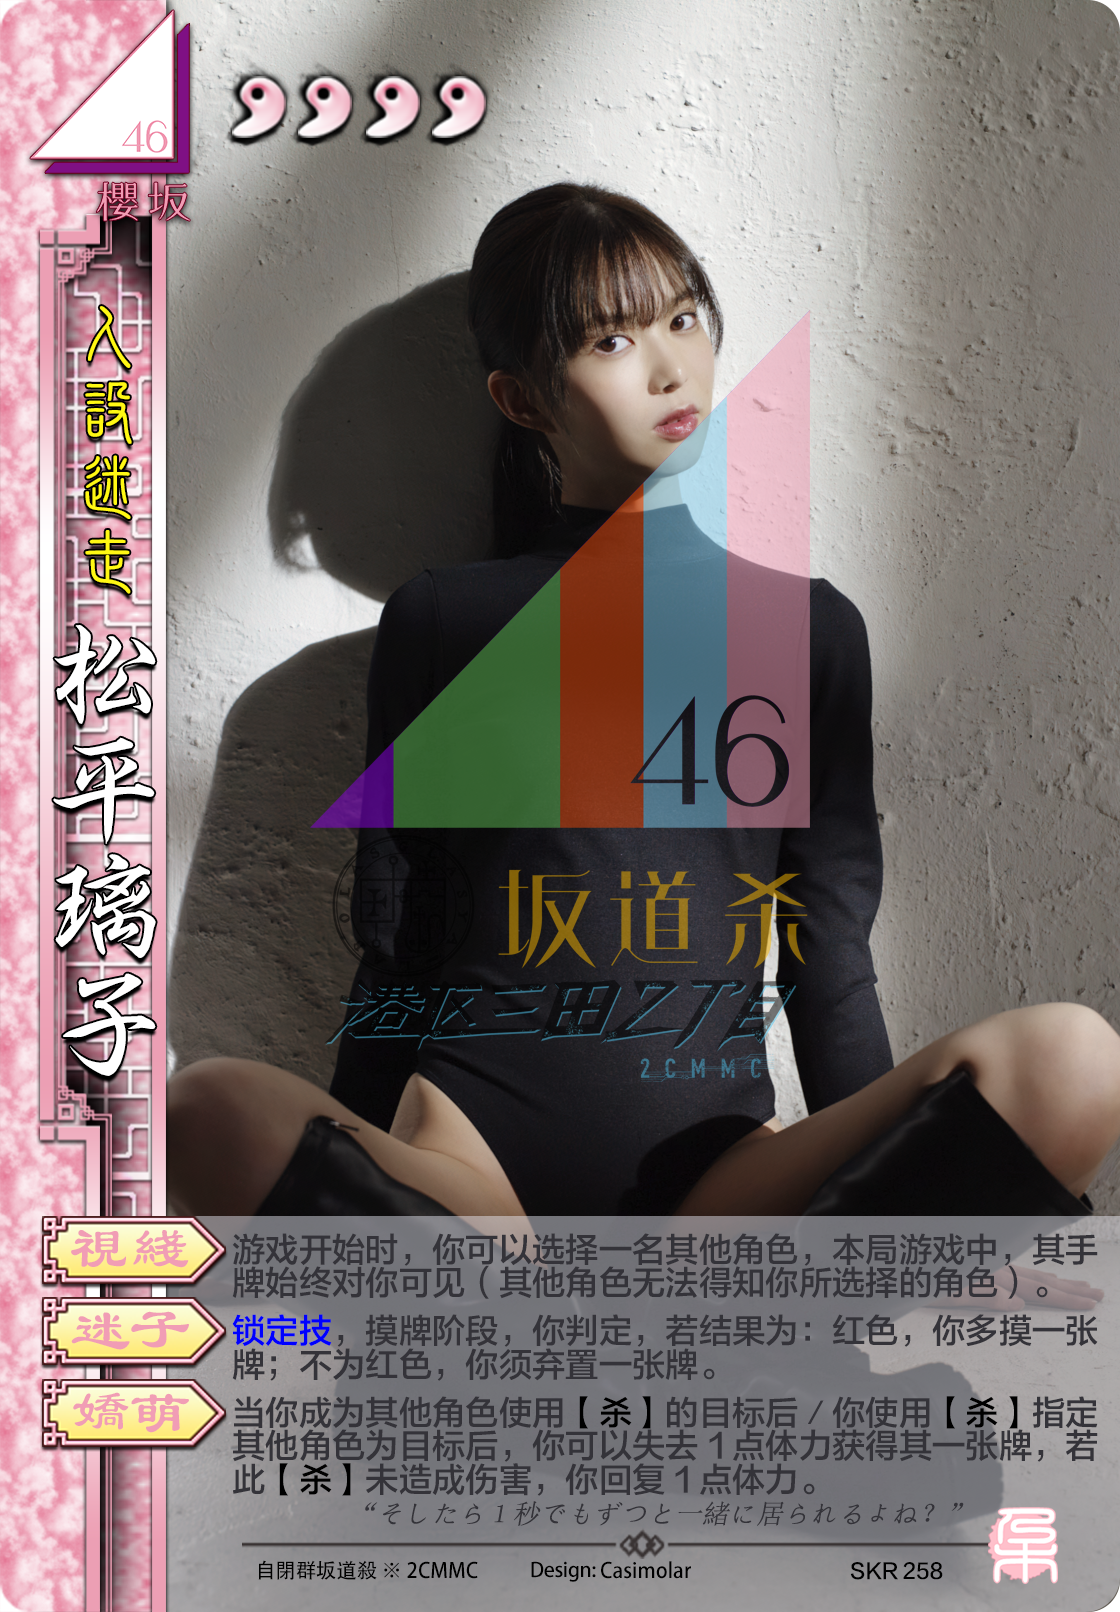 46
櫻坂
人設迷走
松平璃子
46
坂道杀
港区三田2丁目
2CMMC
視綫
游戏开始时，你可以选择一名其他角色，本局游戏中，其手
牌始终对你可见（其他角色无法得知你所选择的角色）。
迷子
锁定技，摸牌阶段，你判定，若结果为：红色，你多摸一张
牌；不为红色，你须弃置一张牌。
嬌萌
当你成为其他角色使用【杀】的目标后／你使用【杀】指定
其他角色为目标后，你可以失去1点体力获得其一张牌，若
此【杀】未造成伤害，你回复1点体力。
“そしたら1秒でもずつと一緒に居られるよね？”
自閉群坂道殺 ※ 2CMMC
Design: Casimolar
SKR 258